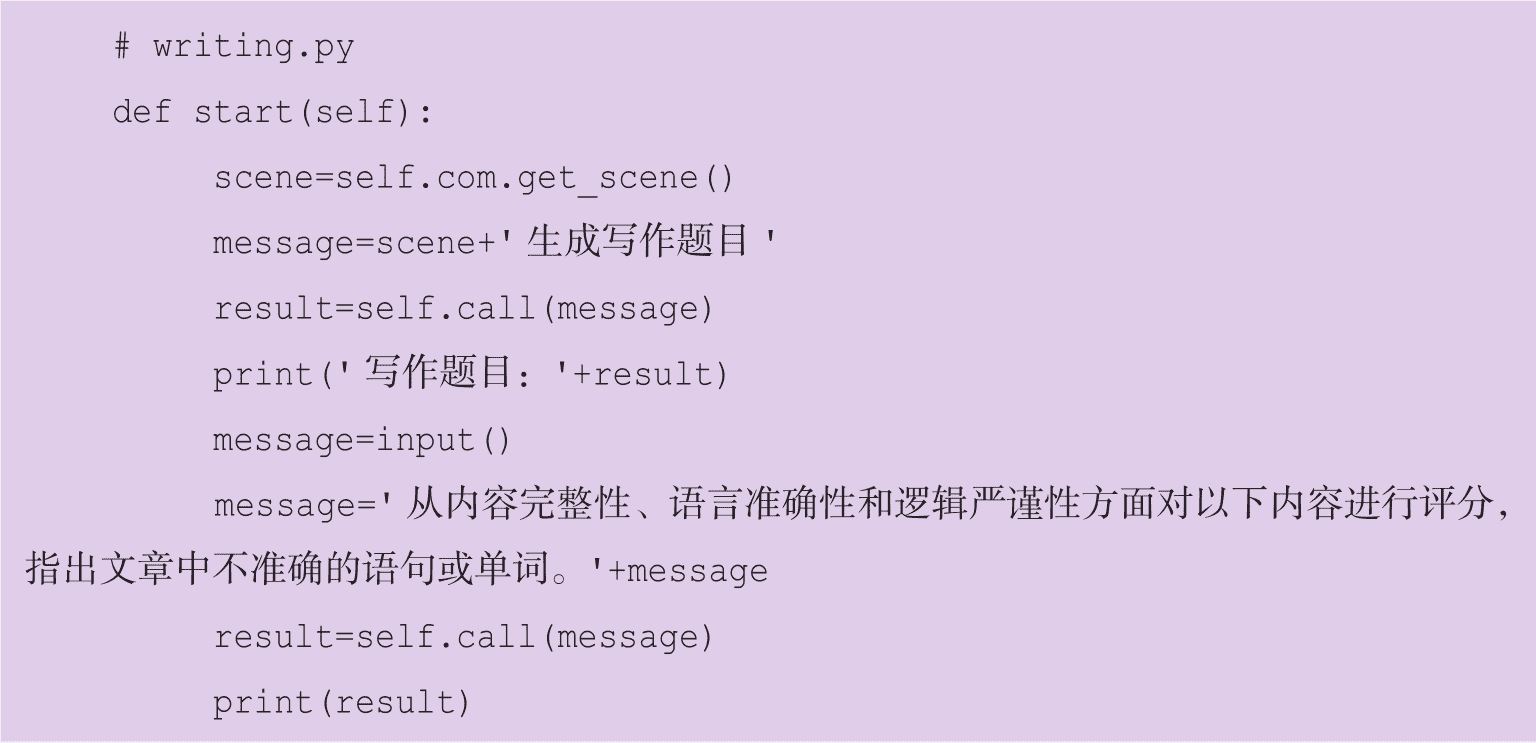 # writing.py
def start(self):
scene=self.com.get_scene()
message=scene+' 生成写作题目 '
result=self.call(message)
print(' 写作题目：'+result)
message=input()
message=' 从内容完整性、语言准确性和逻辑严谨性方面对以下内容进行评分，
指出文章中不准确的语句或单词。'+message
result=self.call(message)
print(result)